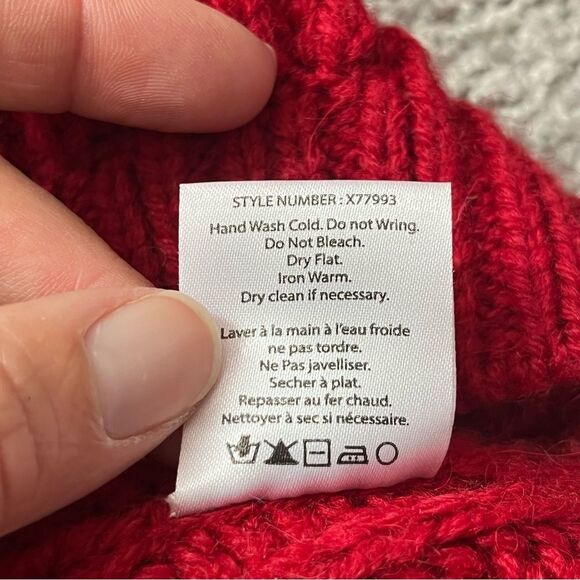 STYLE NUMBER : X77993
Hand Wash Cold. Do not Wring.
Do Not Bleach.
Dry Flat.
Iron Warm.
Dry clean if necessary.
Laver à la main à l'eau froide
ne pas tordre.
Ne Pas javelliser.
Secher à plat.
Repasser au fer chaud.
Nettoyer à sec si nécessaire.